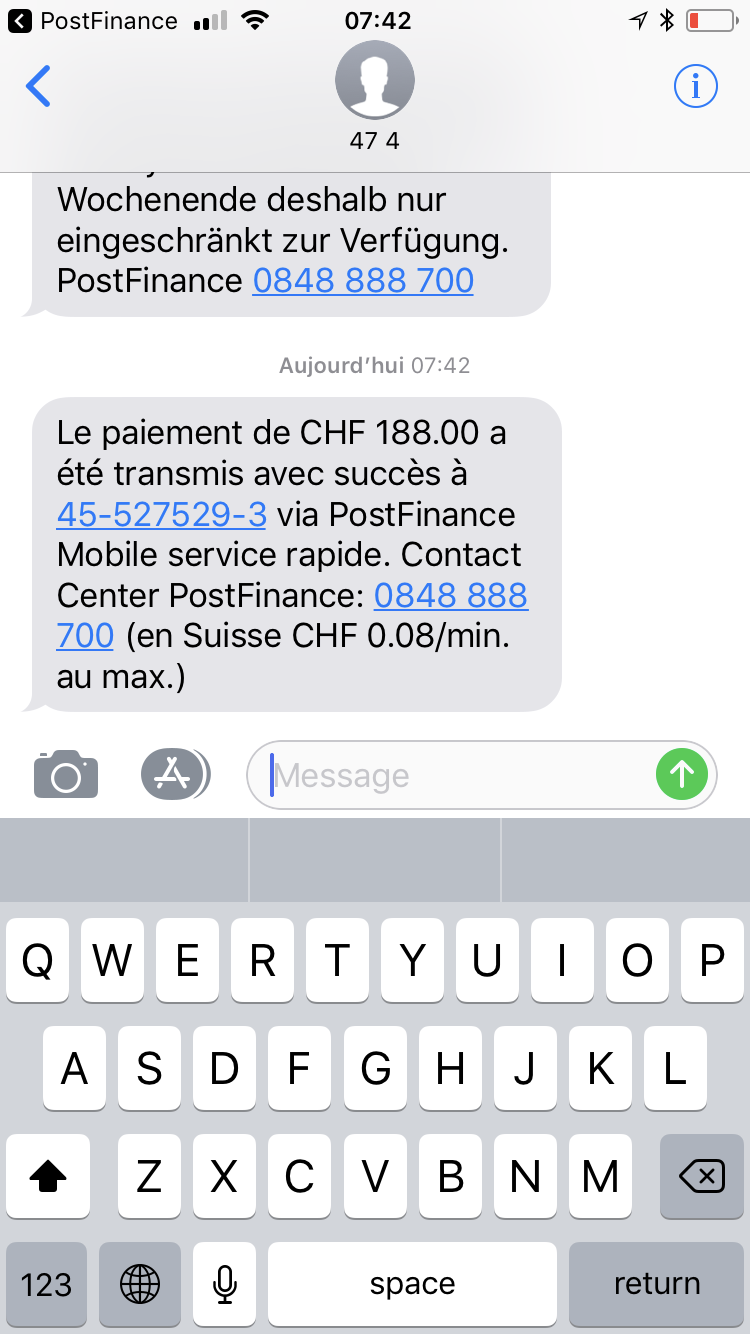 PostFinance 07:42
47 4
Wochenende deshalb nur
eingeschränkt zur Verfügung.
PostFinance 0848 888 700
Aujourd’hui 07:42
Le paiement de CHF 188.00 a
été transmis avec succès à
45-527529-3 via PostFinance
Mobile service rapide. Contact
Center PostFinance: 0848 888
700 (en Suisse CHF 0.08/min.
au max.)
Message
Q W E R T Y U I O P
A S D F G H J K L
Z X C V B N M
123 space return